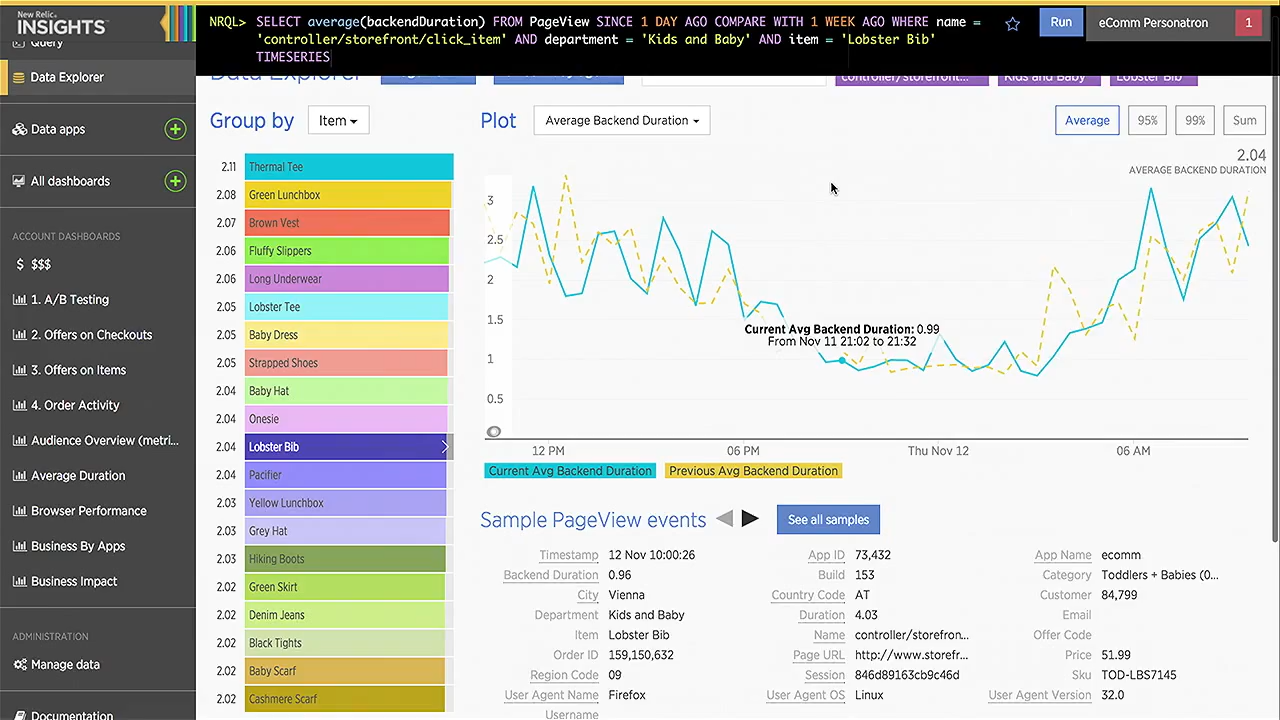 New Relic.
INSIGHTS
NRQL> SELECT average(backendDuration) FROM PageView SINCE 1 DAY AGO COMPARE WITH 1 WEEK AGO WHERE name =
'controller/storefront/click_item' AND department = 'Kids and Baby' AND item = 'Lobster Bib'
TIMESERIES
Run
eComm Personatron
1
Query
Data Explorer
Data apps
All dashboards
ACCOUNT DASHBOARDS
$ $$$
1. A/B Testing
2. Offers on Checkouts
3. Offers on Items
4. Order Activity
Audience Overview (metri...
Average Duration
Browser Performance
Business By Apps
Business Impact
ADMINISTRATION
Manage data
Documentation
Data Explorer
controller/storefront...
Kids and Baby
Lobster Bib
Group by
Item
2.11 Thermal Tee
2.08 Green Lunchbox
2.07 Brown Vest
2.06 Fluffy Slippers
2.06 Long Underwear
2.05 Lobster Tee
2.05 Baby Dress
2.05 Strapped Shoes
2.04 Baby Hat
2.04 Onesie
2.04 Lobster Bib
2.04 Pacifier
2.03 Yellow Lunchbox
2.03 Grey Hat
2.03 Hiking Boots
2.02 Green Skirt
2.02 Denim Jeans
2.02 Black Tights
2.02 Baby Scarf
2.02 Cashmere Scarf
Plot
Average Backend Duration
Average
95%
99%
Sum
2.04
AVERAGE BACKEND DURATION
3
2.5
2
1.5
1
0.5
Current Avg Backend Duration: 0.99
From Nov 11 21:02 to 21:32
12 PM
06 PM
Thu Nov 12
06 AM
Current Avg Backend Duration
Previous Avg Backend Duration
Sample PageView events
See all samples
Timestamp 12 Nov 10:00:26
Backend Duration 0.96
City Vienna
Department Kids and Baby
Item Lobster Bib
Order ID 159,150,632
Region Code 09
User Agent Name Firefox
Username
App ID 73,432
Build 153
Country Code AT
Duration 4.03
Name controller/storefron...
Page URL http://www.storefr...
Session 846d89163cb9c46d
User Agent OS Linux
App Name ecomm
Category Toddlers + Babies (0...
Customer 84,799
Email
Offer Code
Price 51.99
Sku TOD-LBS7145
User Agent Version 32.0